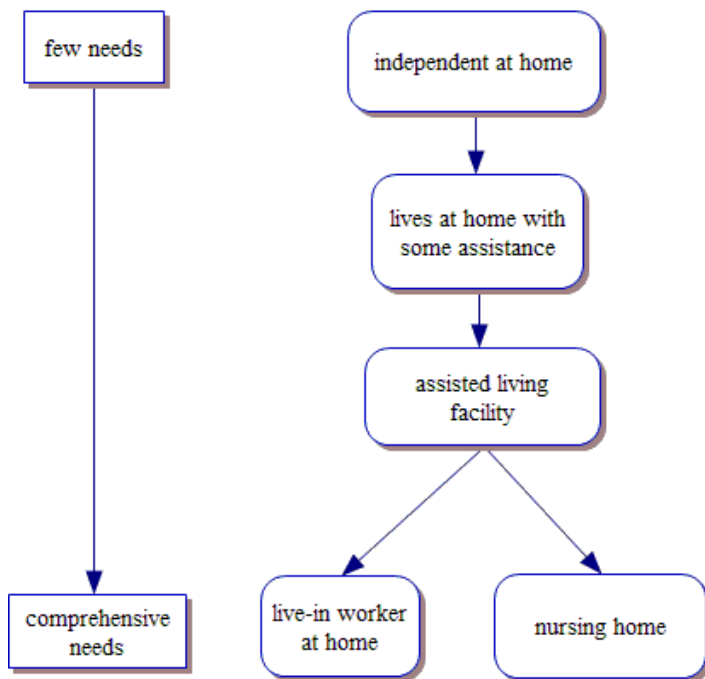 few needs
independent at home
lives at home with
some assistance
assisted living
facility
comprehensive
needs
live-in worker
at home
nursing home